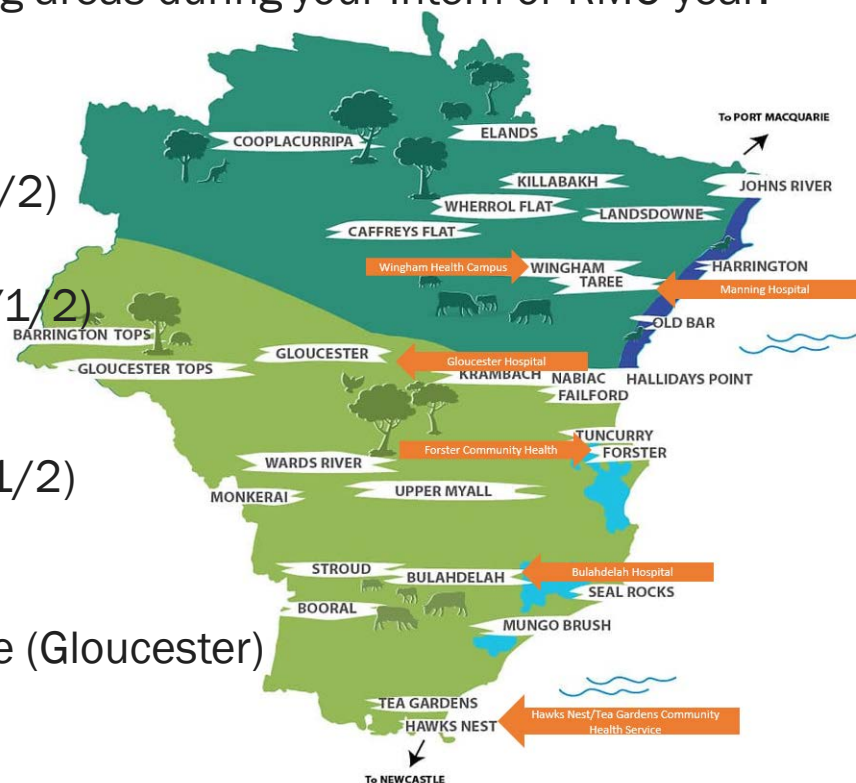 g areas during your Intern or RMO year.
/2)
/1/2)
1/2)
e (Gloucester)
To PORT MACQUARIE
COOPLACURRIPA
ELANDS
KILLABAKH
JOHNS RIVER
WHERROL FLAT
LANDSDOWNE
CAFFREYS FLAT
Wingham Health Campus
WINGHAM
HARRINGTON
TAREE
Manning Hospital
OLD BAR
BARRINGTON TOPS
GLOUCESTER
Gloucester Hospital
GLOUCESTER TOPS
KRAMBACH
NABIAC
HALLIDAYS POINT
FAILFORD
TUNCURRY
Forster Community Health
FORSTER
WARDS RIVER
MONKERAI
UPPER MYALL
STROUD
BULAHDELAH
Bulahdelah Hospital
SEAL ROCKS
BOORAL
MUNGO BRUSH
TEA GARDENS
HAWKS NEST
Hawks Nest/Tea Gardens Community
Health Service
To NEWCASTLE